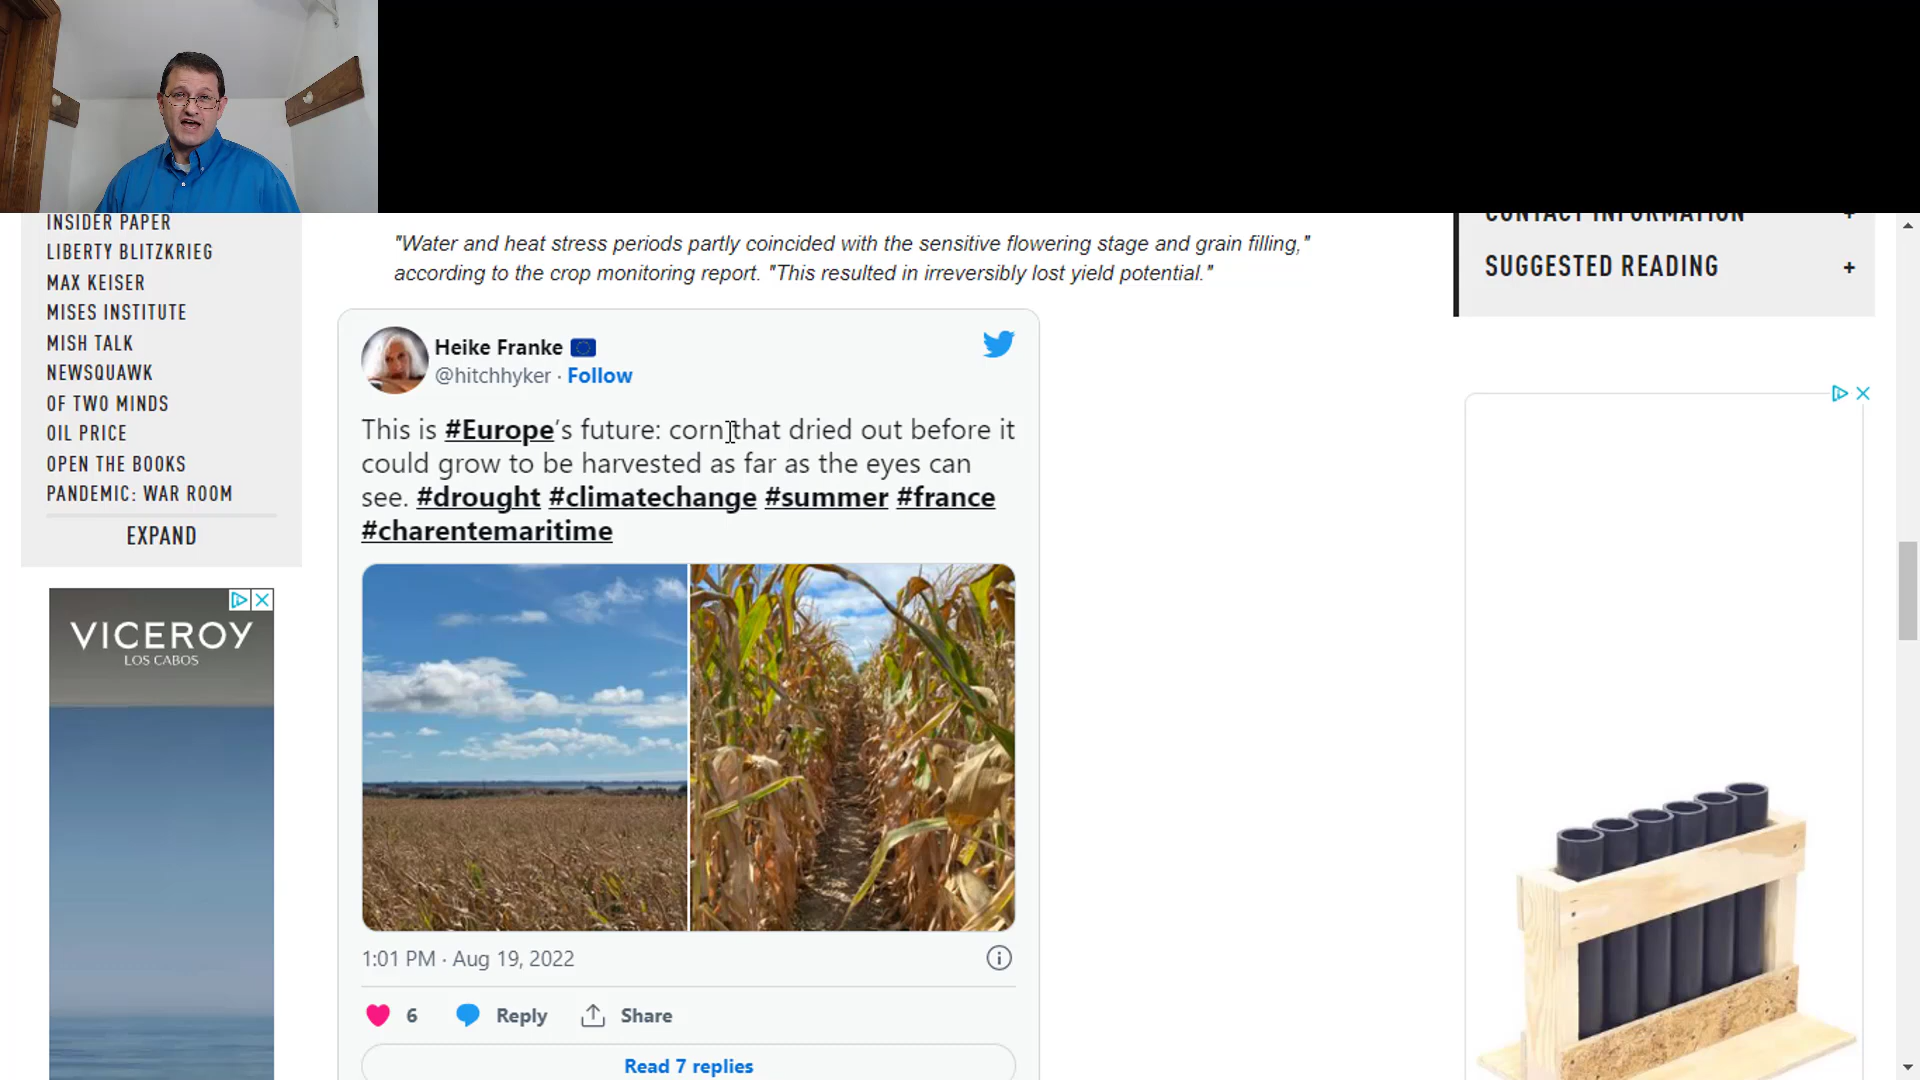 INSIDER PAPER
LIBERTY BLITZKRIEG
MAX KEISER
MISES INSTITUTE
MISH TALK
NEWSQUAWK
OF TWO MINDS
OIL PRICE
OPEN THE BOOKS
PANDEMIC: WAR ROOM
EXPAND
VICEROY
LOS CABOS
"Water and heat stress periods partly coincided with the sensitive flowering stage and grain filling,"
according to the crop monitoring report. "This resulted in irreversibly lost yield potential."
Heike Franke
@hitchhyker · Follow
This is #Europe's future: corn that dried out before it
could grow to be harvested as far as the eyes can
see. #drought #climatechange #summer #france
#charentemaritime
1:01 PM · Aug 19, 2022
6 Reply Share
Read 7 replies
CONTACT INFORMATION +
SUGGESTED READING +